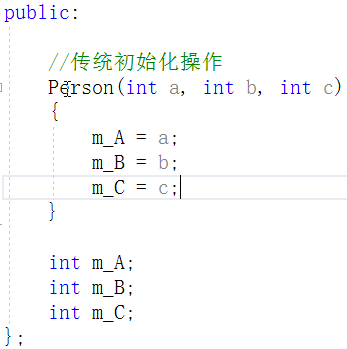 public:
//传统初始化操作
Person(int a, int b, int c)
{
m_A = a;
m_B = b;
m_C = c;
}
int m_A;
int m_B;
int m_C;
};